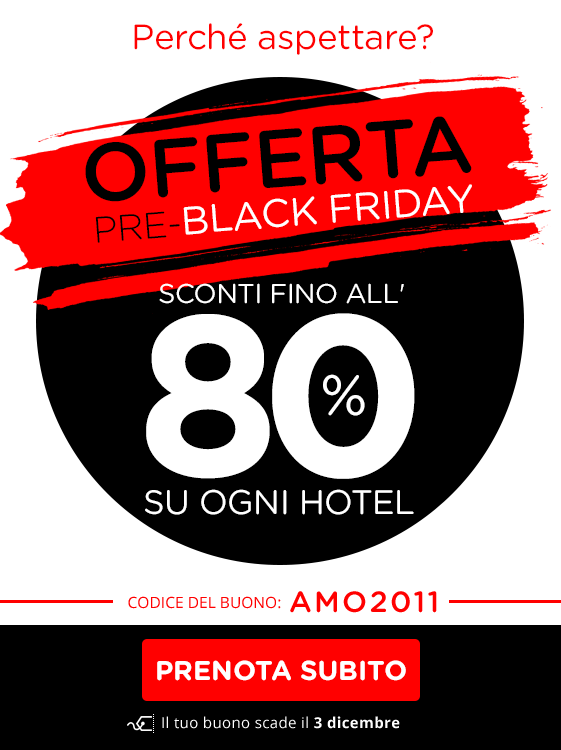 Perché aspettare?
OFFERTA
PRE-BLACK FRIDAY
SCONTI FINO ALL'
80%
SU OGNI HOTEL
CODICE DEL BUONO: AMO2011
PRENOTA SUBITO
Il tuo buono scade il 3 dicembre